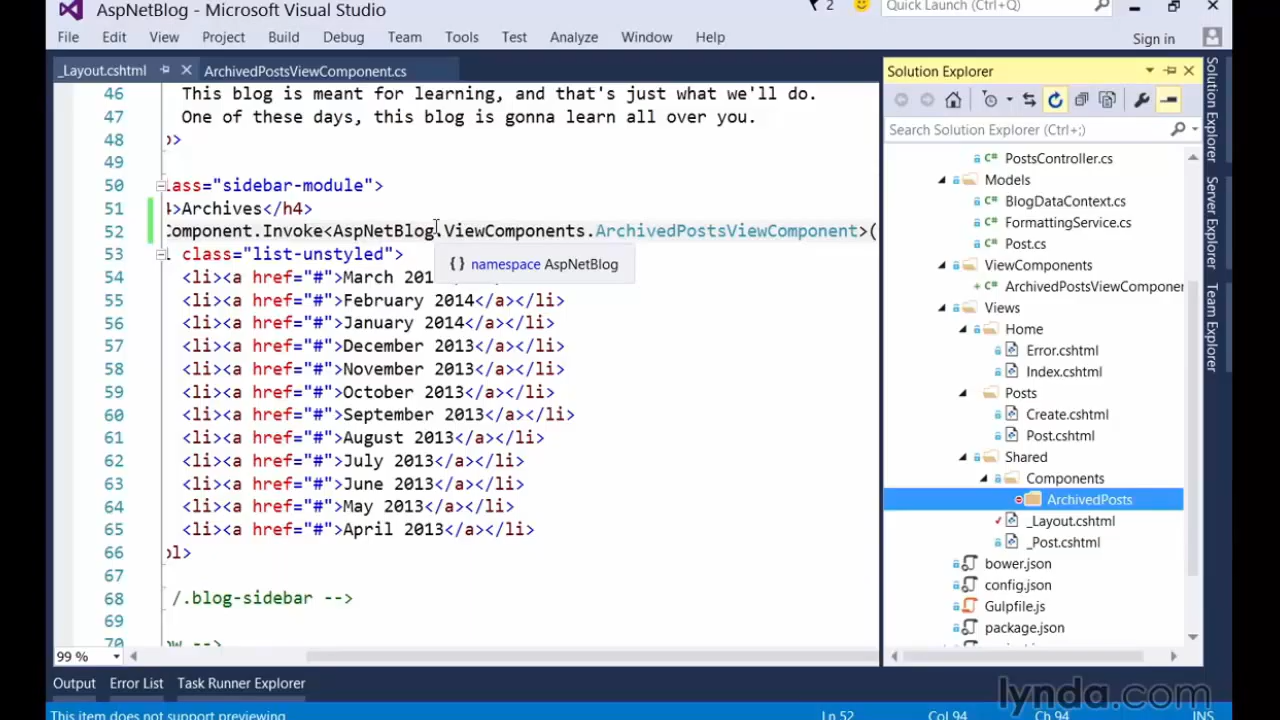 AspNetBlog - Microsoft Visual Studio
2
Quick Launch (Ctrl+Q)
File Edit View Project Build Debug Team Tools Test Analyze Window Help
Sign in
_Layout.cshtml
ArchivedPostsViewComponent.cs
46 This blog is meant for learning, and that's just what we'll do.
47 One of these days, this blog is gonna learn all over you.
48 >
49
50 lass="sidebar-module">
51 4>Archives</h4>
52 Component.Invoke<AspNetBlog.ViewComponents.ArchivedPostsViewComponent>(
53 class="list-unstyled">
{} namespace AspNetBlog
54 <li><a href="#">March 201
55 <li><a href="#">February 2014</a></li>
56 <li><a href="#">January 2014</a></li>
57 <li><a href="#">December 2013</a></li>
58 <li><a href="#">November 2013</a></li>
59 <li><a href="#">October 2013</a></li>
60 <li><a href="#">September 2013</a></li>
61 <li><a href="#">August 2013</a></li>
62 <li><a href="#">July 2013</a></li>
63 <li><a href="#">June 2013</a></li>
64 <li><a href="#">May 2013</a></li>
65 <li><a href="#">April 2013</a></li>
66 ol>
67
68 /.blog-sidebar -->
69
70 ow -->
99 %
Solution Explorer
Search Solution Explorer (Ctrl+;)
C# PostsController.cs
Models
C# BlogDataContext.cs
C# FormattingService.cs
C# Post.cs
ViewComponents
+ C# ArchivedPostsViewComponer
Views
Home
Error.cshtml
Index.cshtml
Posts
Create.cshtml
Post.cshtml
Shared
Components
ArchivedPosts
_Layout.cshtml
_Post.cshtml
bower.json
config.json
Gulpfile.js
package.json
Solution Explorer
Server Explorer
Team Explorer
Output Error List Task Runner Explorer
lynda.com
This item does not support previewing
Ln 52 Col 94 Ch 94 INS